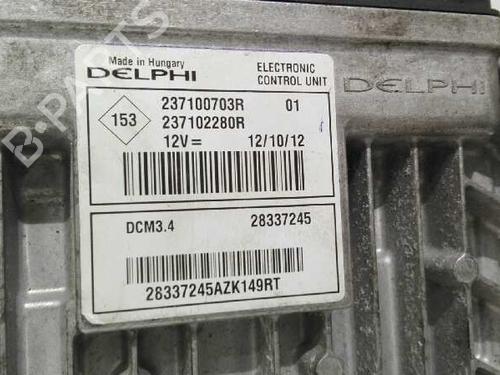 Made in Hungary
DELPHI
ELECTRONIC
CONTROL UNIT
DELPHI
153
237100703R 01
237102280R
12V= 12/10/12
DCM3.4 28337245
28337245AZK149RT
B-PARTS